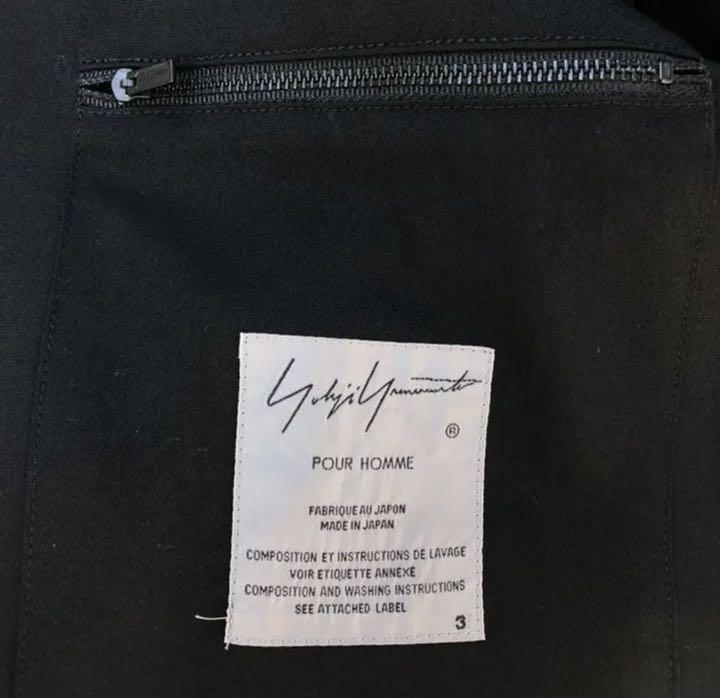 Yohji Yamamoto
®
POUR HOMME
FABRIQUE AU JAPON
MADE IN JAPAN
COMPOSITION ET INSTRUCTIONS DE LAVAGE
VOIR ETIQUETTE ANNEXE
COMPOSITION AND WASHING INSTRUCTIONS
SEE ATTACHED LABEL
3